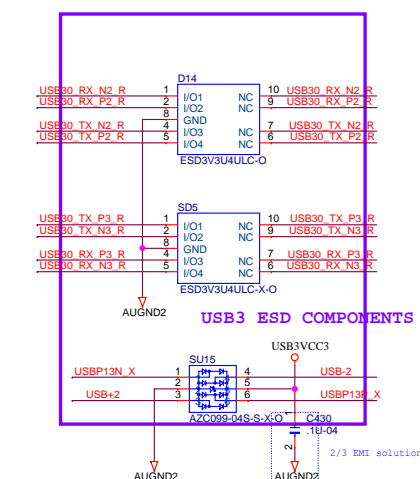 D14
USB30_RX_N2_R 1 I/O1 NC 10 USB30_RX_N2_R
USB30_RX_P2_R 2 I/O2 NC 9 USB30_RX_P2_R
8 GND
USB30_TX_N2_R 4 I/O3 NC 7 USB30_TX_N2_R
USB30_TX_P2_R 5 I/O4 NC 6 USB30_TX_P2_R
ESD3V3U4ULC-O
SD5
USB30_TX_P3_R 1 I/O1 NC 10 USB30_TX_P3_R
USB30_TX_N3_R 2 I/O2 NC 9 USB30_TX_N3_R
8 GND
USB30_RX_P3_R 4 I/O3 NC 7 USB30_RX_P3_R
USB30_RX_N3_R 5 I/O4 NC 6 USB30_RX_N3_R
ESD3V3U4ULC-X-O
AUGND2
USB3 ESD COMPONENTS
USB3VCC3
SU15
USBP13N_X 1 4 USB-2
2 5
USB+2 3 6 USBP13P_X
AZC099-04S-S-X-O
1 C430
.1U-04
2
2/3 EMI solution
AUGND2 AUGND2